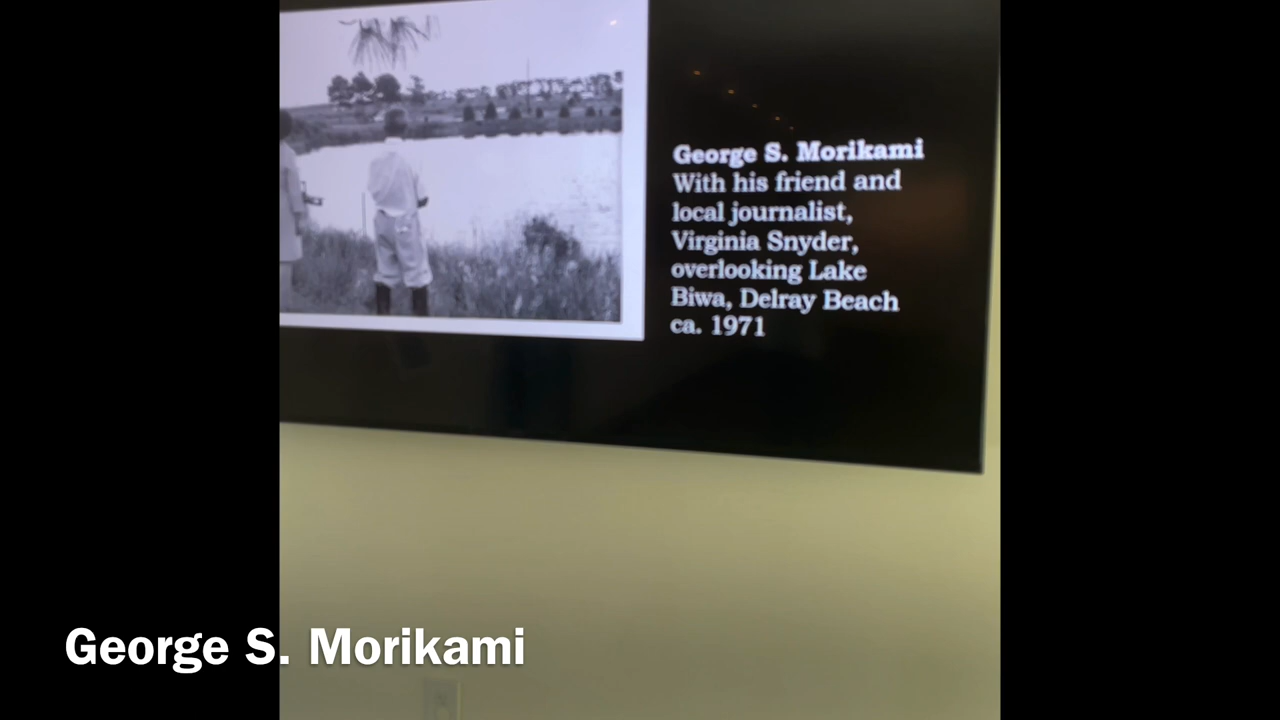 George S. Morikami
With his friend and
local journalist,
Virginia Snyder,
overlooking Lake
Biwa, Delray Beach
ca. 1971
George S. Morikami